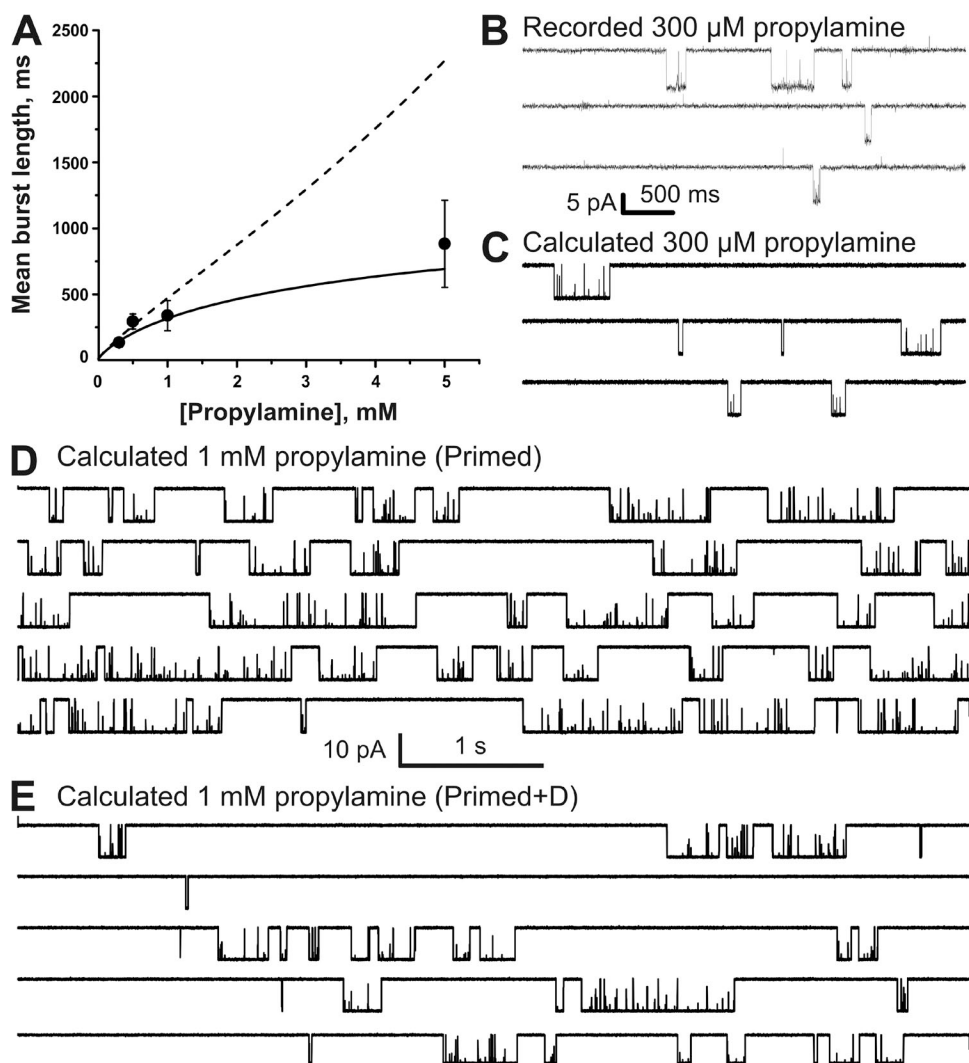 A
2500
2000
1500
1000
500
0
Mean burst length, ms
0 1 2 3 4 5
[Propylamine], mM
B Recorded 300 µM propylamine
5 pA 500 ms
C Calculated 300 µM propylamine
D Calculated 1 mM propylamine (Primed)
10 pA 1 s
E Calculated 1 mM propylamine (Primed+D)